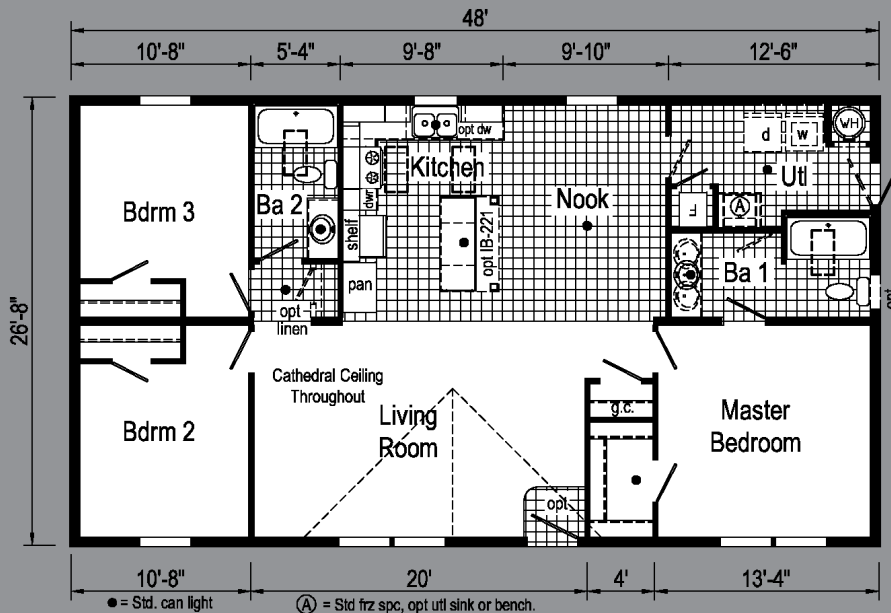 48'
10'-8" 5'-4" 9'-8" 9'-10" 12'-6"
26'-8"
Bdrm 3
Ba 2
opt dw
Kitchen
dwr
shelf
pan
opt IB-221
Nook
d w
WH
Utl
F
A
Ba 1
opt
opt
linen
Cathedral Ceiling
Throughout
Bdrm 2
Living
Room
g.c.
opt
Master
Bedroom
10'-8" 20' 4' 13'-4"
● = Std. can light
Ⓐ = Std frz spc, opt utl sink or bench.